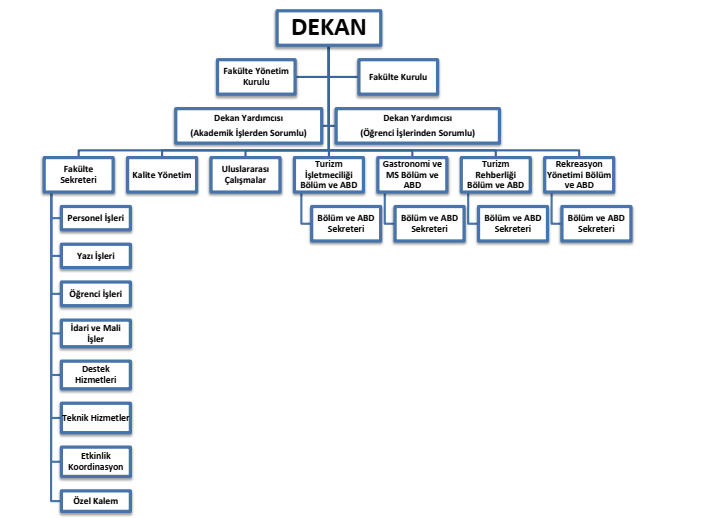 DEKAN
Fakülte Yönetim
Kurulu
Fakülte Kurulu
Dekan Yardımcısı
(Akademik İşlerden Sorumlu)
Dekan Yardımcısı
(Öğrenci İşlerinden Sorumlu)
Fakülte
Sekreteri
Kalite Yönetim
Uluslararası
Çalışmalar
Turizm
İşletmeciliği
Bölüm ve ABD
Gastronomi ve
MS Bölüm ve
ABD
Turizm
Rehberliği
Bölüm ve ABD
Rekreasyon
Yönetimi Bölüm
ve ABD
Bölüm ve ABD
Sekreteri
Bölüm ve ABD
Sekreteri
Bölüm ve ABD
Sekreteri
Bölüm ve ABD
Sekreteri
Personel İşleri
Yazı İşleri
Öğrenci İşleri
İdari ve Mali
İşler
Destek
Hizmetleri
Teknik Hizmetler
Etkinlik
Koordinasyon
Özel Kalem